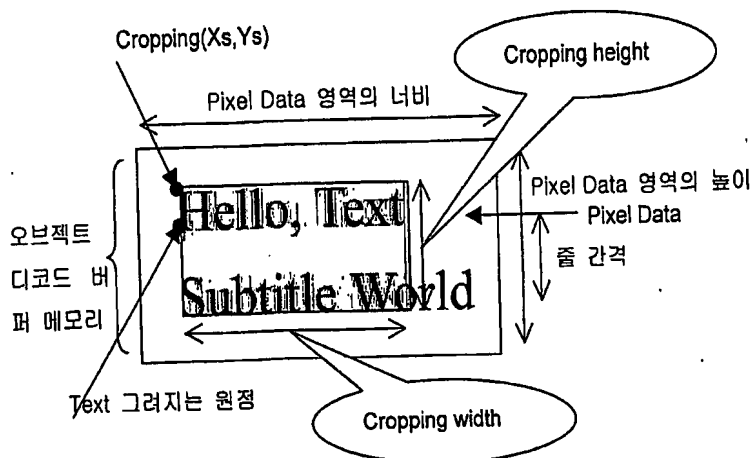 Cropping(Xs,Ys)
Cropping height
Pixel Data 영역의 너비
Pixel Data 영역의 높이
Pixel Data
줄 간격
오브젝트
디코드 버
퍼 메모리
Hello, Text
Subtitle World
Text 그려지는 원점
Cropping width